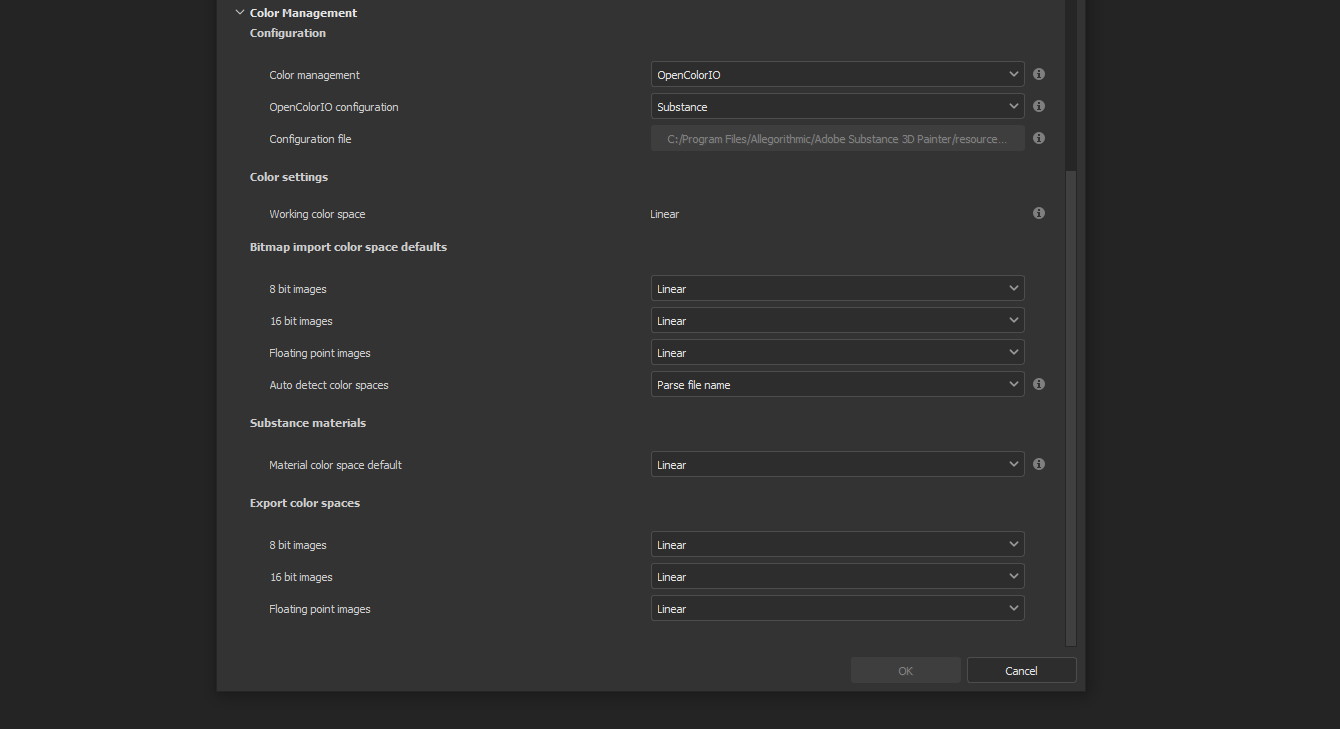 Color Management
Configuration
Color management OpenColorIO
OpenColorIO configuration Substance
Configuration file C:/Program Files/Allegorithmic/Adobe Substance 3D Painter/resource...
Color settings
Working color space Linear
Bitmap import color space defaults
8 bit images Linear
16 bit images Linear
Floating point images Linear
Auto detect color spaces Parse file name
Substance materials
Material color space default Linear
Export color spaces
8 bit images Linear
16 bit images Linear
Floating point images Linear
OK Cancel